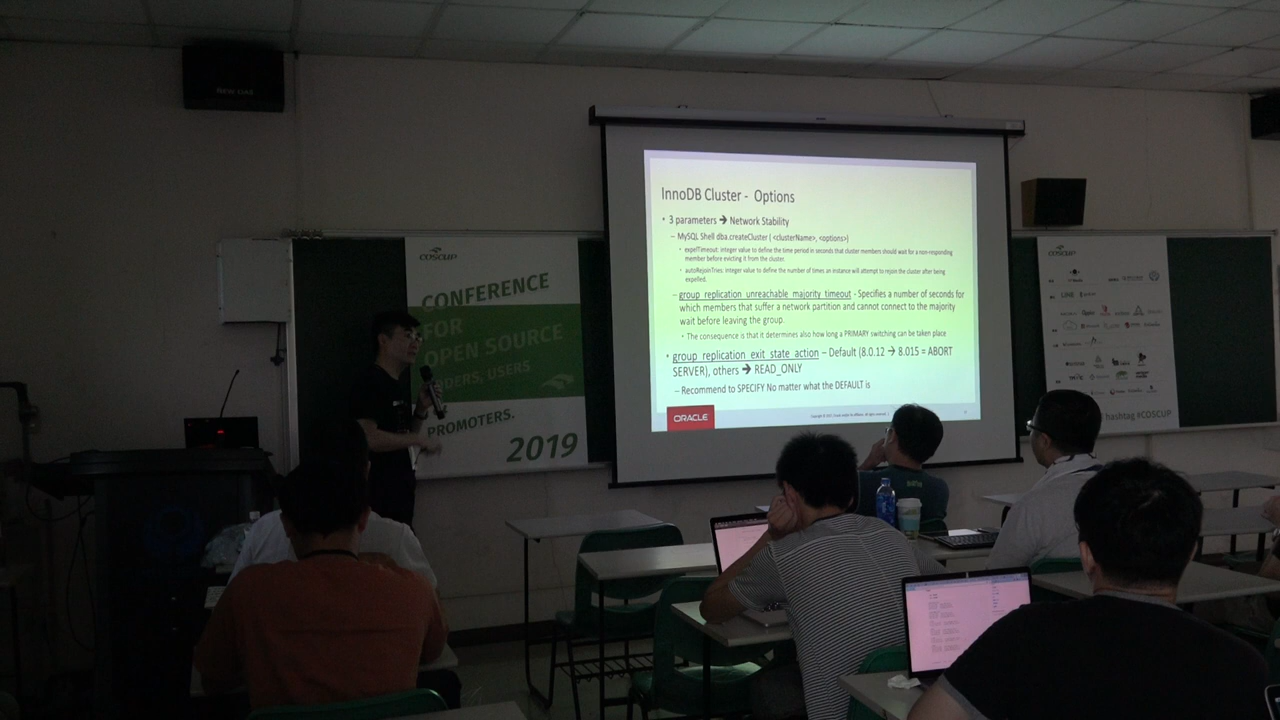 COSCUP
CONFERENCE
FOR
OPEN SOURCE
DERS, USERS
PROMOTERS.
2019
InnoDB Cluster - Options
• 3 parameters ➔ Network Stability
– MySQL Shell dba.createCluster ( <clusterName>, <options>)
• expelTimeout: integer value to define the time period in seconds that cluster members should wait for a non-responding
member before evicting it from the cluster.
• autoRejoinTries: integer value to define the number of times an instance will attempt to rejoin the cluster after being
expelled.
– group_replication_unreachable_majority_timeout - Specifies a number of seconds for
which members that suffer a network partition and cannot connect to the majority
wait before leaving the group.
• The consequence is that it determines also how long a PRIMARY switching can be taken place
• group_replication_exit_state_action – Default (8.0.12 ➔ 8.015 = ABORT
SERVER), others ➔ READ_ONLY
– Recommend to SPECIFY No matter what the DEFAULT is
ORACLE
COSCUP
LINE
hashtag #COSCUP